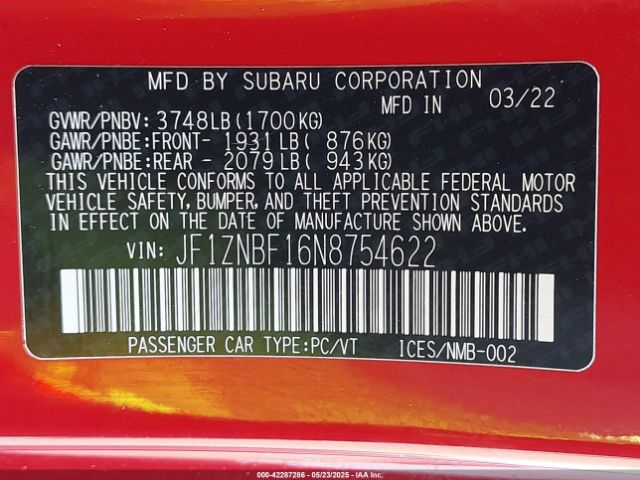 MFD BY SUBARU CORPORATION
MFD IN 03/22
GVWR/PNBV: 3748LB(1700KG)
GAWR/PNBE:FRONT- 1931LB( 876KG)
GAWR/PNBE:REAR - 2079LB( 943KG)
THIS VEHICLE CONFORMS TO ALL APPLICABLE FEDERAL MOTOR
VEHICLE SAFETY, BUMPER, AND THEFT PREVENTION STANDARDS
IN EFFECT ON THE DATE OF MANUFACTURE SHOWN ABOVE.
VIN: JF1ZNBF16N8754622
PASSENGER CAR TYPE:PC/VT ICES/NMB-002
© 42287286 - 05/23/2025 - IAA Holdings, LLC